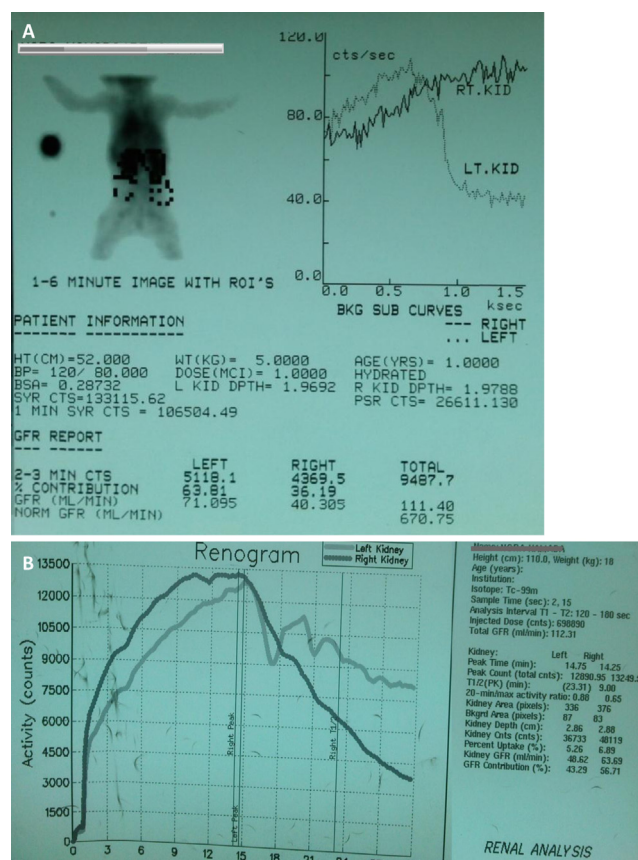 A
120.0
cts/sec
RT.KID
80.0
LT.KID
40.0
0.0
0.0 0.5 1.0 1.5
ksec
1-6 MINUTE IMAGE WITH ROI'S
BKG SUB CURVES
--- RIGHT
... LEFT
PATIENT INFORMATION
HT(CM)=52.000 WT(KG)= 5.0000 AGE(YRS)= 1.0000
BP= 120/ 80.000 DOSE(MCI)= 1.0000 HYDRATED
BSA= 0.28732 L KID DPTH= 1.9692 R KID DPTH= 1.9788
SYR CTS=133115.62 PSR CTS= 26611.130
1 MIN SYR CTS = 106504.49
GFR REPORT
LEFT RIGHT TOTAL
2-3 MIN CTS 5118.1 4369.5 9487.7
% CONTRIBUTION 63.81 36.19
GFR (ML/MIN) 71.095 40.305 111.40
NORM GFR (ML/MIN) 670.75
B
Renogram
Left Kidney
Right Kidney
Activity (counts)
13500
12000
10500
9000
7500
6000
4500
3000
1500
0
0 3 6 9 12 15 18 21
Left Peak
Right Peak
Height (cm): 110.0, Weight (kg): 18
Age (years):
Institution:
Isotope: Tc-99m
Sample Time (sec): 2, 15
Analysis Interval T1 - T2: 120 - 180 sec
Injected Dose (cnts): 698890
Total GFR (ml/min): 112.31
Kidney: Left Right
Peak Time (min): 14.75 14.25
Peak Count (total cnts): 12890.95
T1/2(PK) (min): (23.31) 9.00
20-min/max activity ratio: 0.88 0.65
Kidney Area (pixels): 336 376
Bkgrd Area (pixels): 87 83
Kidney Depth (cm): 2.86 2.88
Kidney Cnts (cnts): 36733 48119
Percent Uptake (%): 5.26 6.89
Kidney GFR (ml/min): 48.62 63.69
GFR Contribution (%): 43.29 56.71
RENAL ANALYSIS